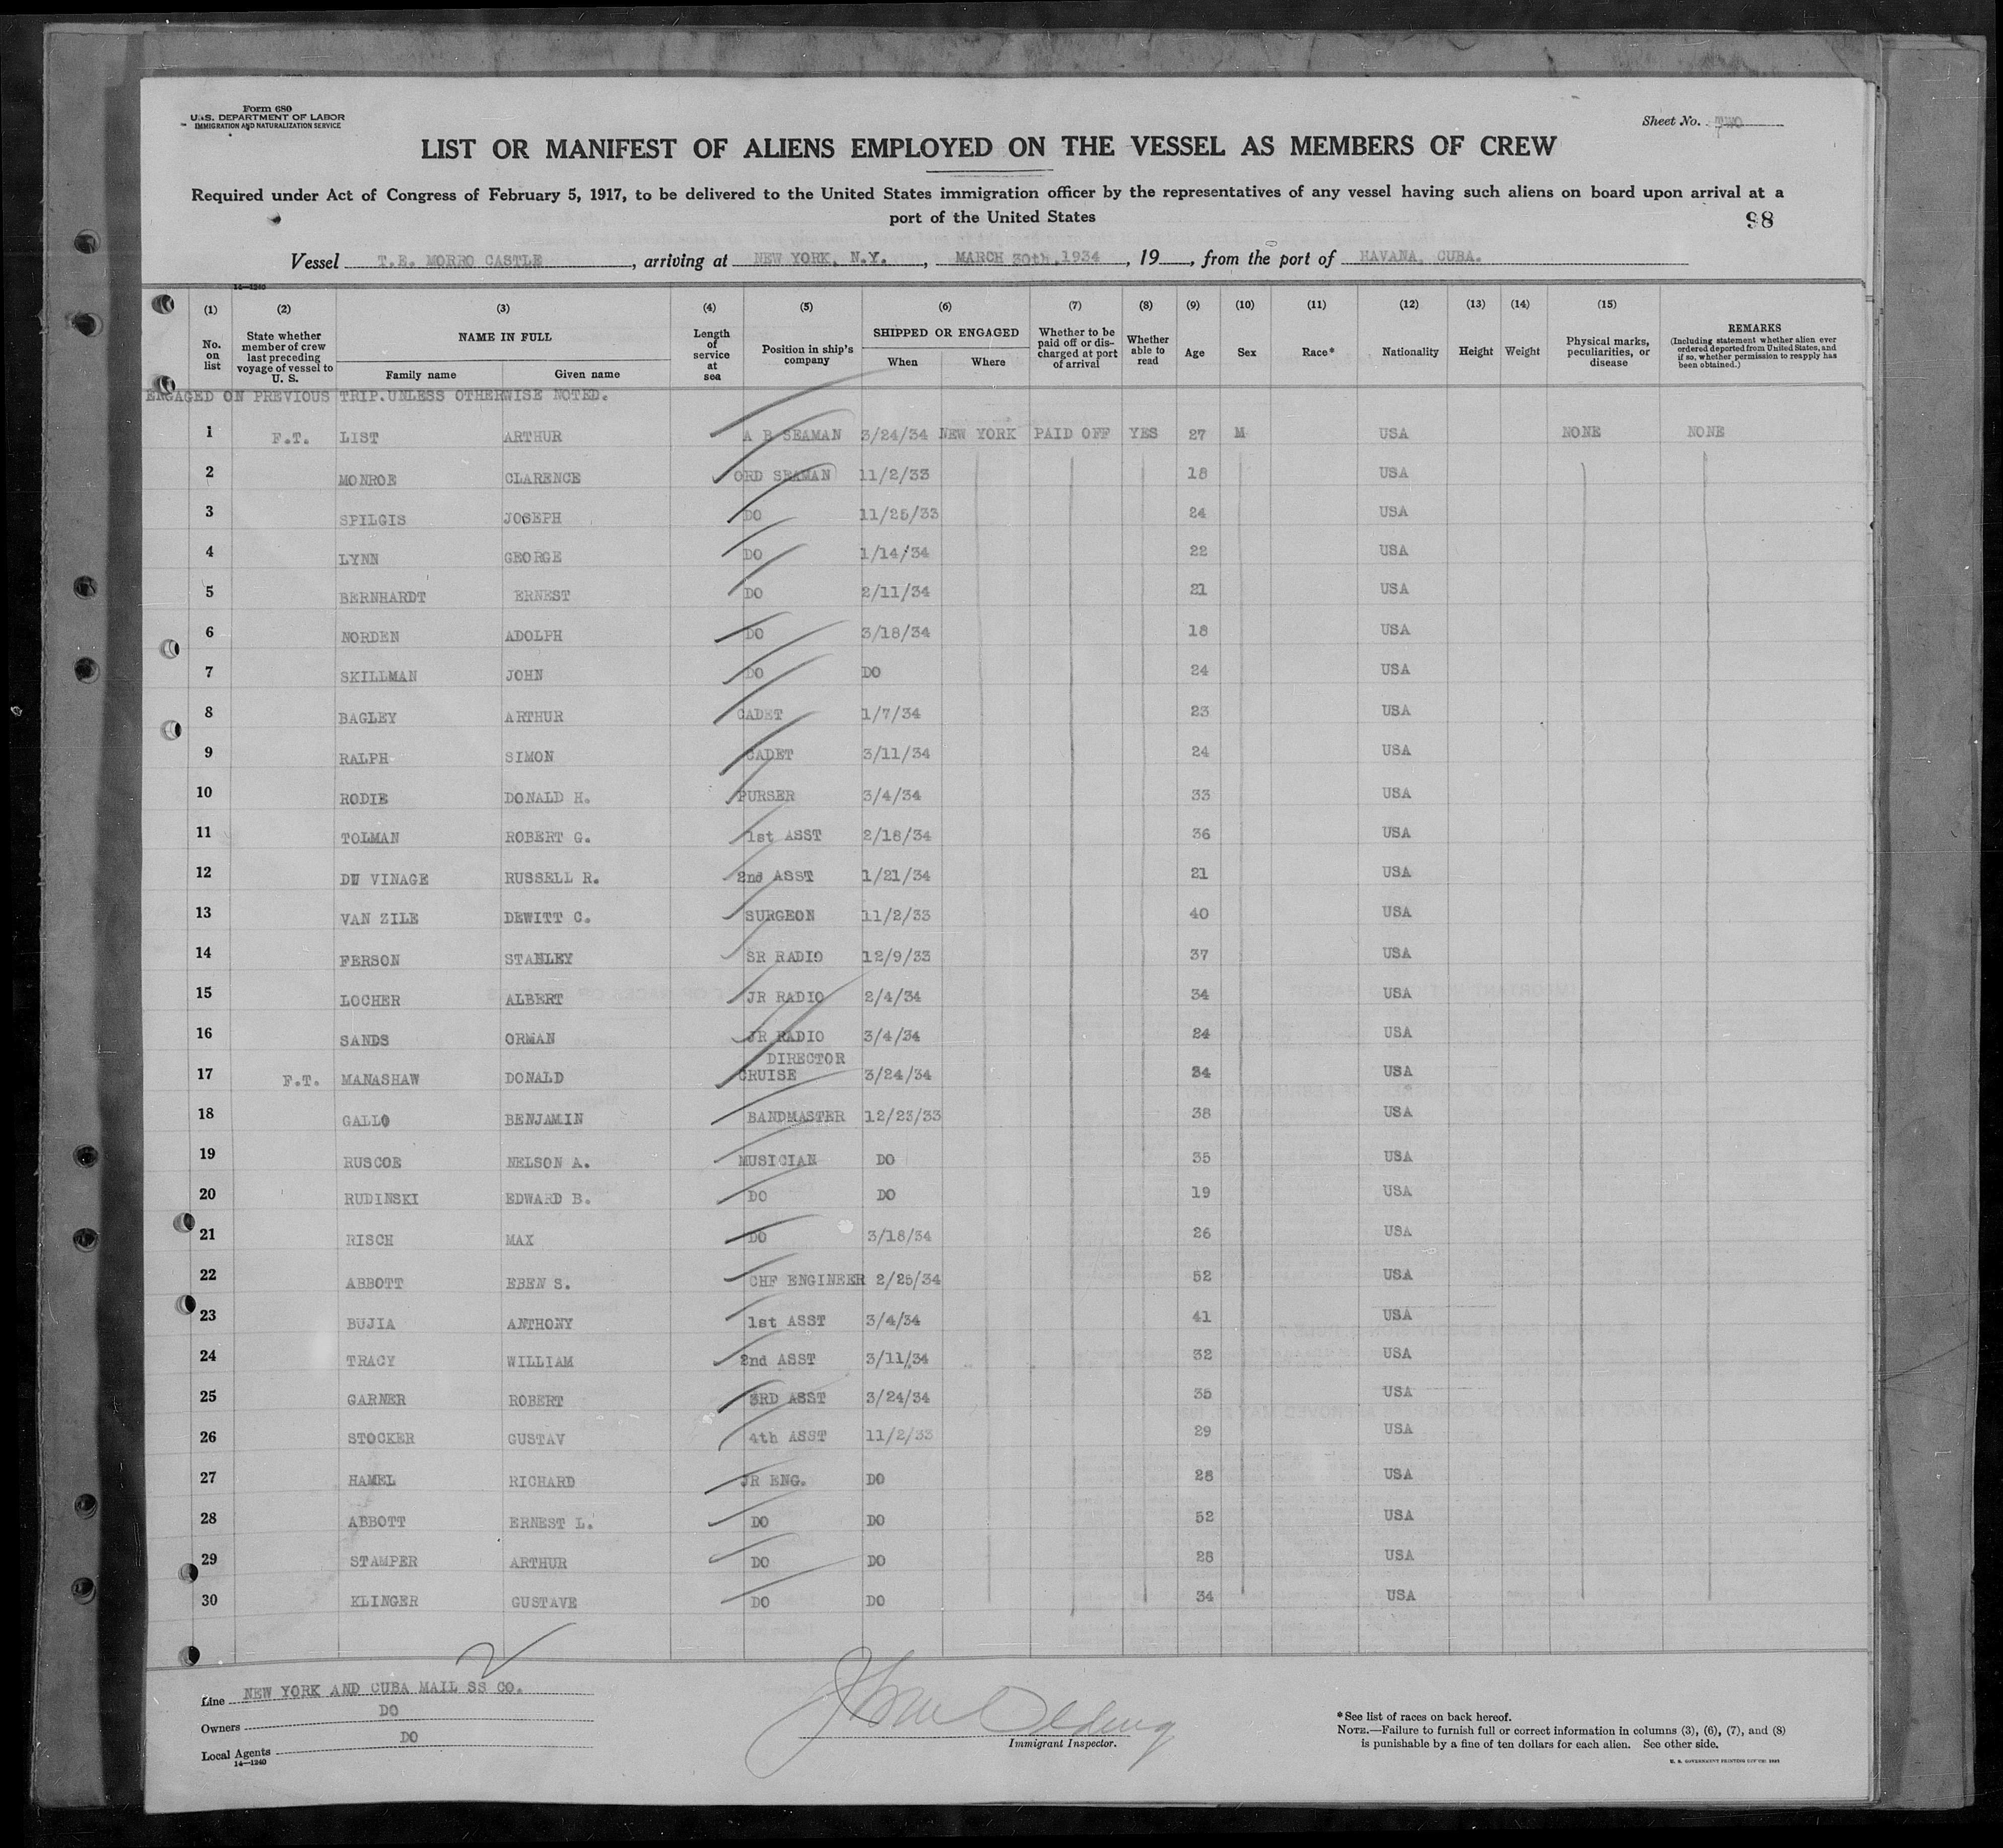 Form 680
U.S. DEPARTMENT OF LABOR
IMMIGRATION AND NATURALIZATION SERVICE
Sheet No. TWO
LIST OR MANIFEST OF ALIENS EMPLOYED ON THE VESSEL AS MEMBERS OF CREW
Required under Act of Congress of February 5, 1917, to be delivered to the United States immigration officer by the representatives of any vessel having such aliens on board upon arrival at a
port of the United States
98
Vessel T.E. MORRO CASTLE, arriving at NEW YORK, N.Y., MARCH 30th, 1934, 19, from the port of HAVANA, CUBA.
14-1240
(1) (2) (3) (4) (5) (6) (7) (8) (9) (10) (11) (12) (13) (14) (15)
No. on list
State whether member of crew last preceding voyage of vessel to U. S.
NAME IN FULL
Family name
Given name
Length of service at sea
Position in ship's company
SHIPPED OR ENGAGED
When
Where
Whether to be paid off or discharged at port of arrival
Whether able to read
Age
Sex
Race*
Nationality
Height
Weight
Physical marks, peculiarities, or disease
REMARKS
(Including statement whether alien ever ordered deported from United States, and if so, whether permission to reapply has been obtained.)
ENGAGED ON PREVIOUS TRIP.UNLESS OTHERWISE NOTED.
1 F.T. LIST ARTHUR A B SEAMAN 3/24/34 NEW YORK PAID OFF YES 27 M USA NONE NONE
2 MONROE CLARENCE ORD SEAMAN 11/2/33 18 USA
3 SPILGIS JOSEPH DO 11/25/33 24 USA
4 LYNN GEORGE DO 1/14/34 22 USA
5 BERNHARDT ERNEST DO 2/11/34 21 USA
6 NORDEN ADOLPH DO 3/18/34 18 USA
7 SKILLMAN JOHN DO DO 24 USA
8 BAGLEY ARTHUR CADET 1/7/34 23 USA
9 RALPH SIMON CADET 3/11/34 24 USA
10 RODIE DONALD H. PURSER 3/4/34 33 USA
11 TOLMAN ROBERT G. 1st ASST 2/18/34 36 USA
12 DU VINAGE RUSSELL R. 2nd ASST 1/21/34 21 USA
13 VAN ZILE DEWITT C. SURGEON 11/2/33 40 USA
14 FERSON STANLEY SR RADIO 12/9/33 37 USA
15 LOCHER ALBERT JR RADIO 2/4/34 34 USA
16 SANDS ORMAN JR RADIO 3/4/34 24 USA
DIRECTOR
17 F.T. MANASHAW DONALD CRUISE 3/24/34 34 USA
18 GALLO BENJAMIN BANDMASTER 12/23/33 38 USA
19 RUSCOE NELSON A. MUSICIAN DO 35 USA
20 RUDINSKI EDWARD B. DO DO 19 USA
21 RISCH MAX DO 3/18/34 26 USA
22 ABBOTT EBEN S. CHF ENGINEER 2/25/34 52 USA
23 BUJIA ANTHONY 1st ASST 3/4/34 41 USA
24 TRACY WILLIAM 2nd ASST 3/11/34 32 USA
25 GARNER ROBERT 3RD ASST 3/24/34 35 USA
26 STOCKER GUSTAV 4th ASST 11/2/33 29 USA
27 HAMEL RICHARD JR ENG. DO 28 USA
28 ABBOTT ERNEST L. DO DO 52 USA
29 STAMPER ARTHUR DO DO 28 USA
30 KLINGER GUSTAVE DO DO 34 USA
Line NEW YORK AND CUBA MAIL SS CO.
Owners DO
Local Agents DO
14-1240
Immigrant Inspector.
*See list of races on back hereof.
NOTE.—Failure to furnish full or correct information in columns (3), (6), (7), and (8)
is punishable by a fine of ten dollars for each alien. See other side.